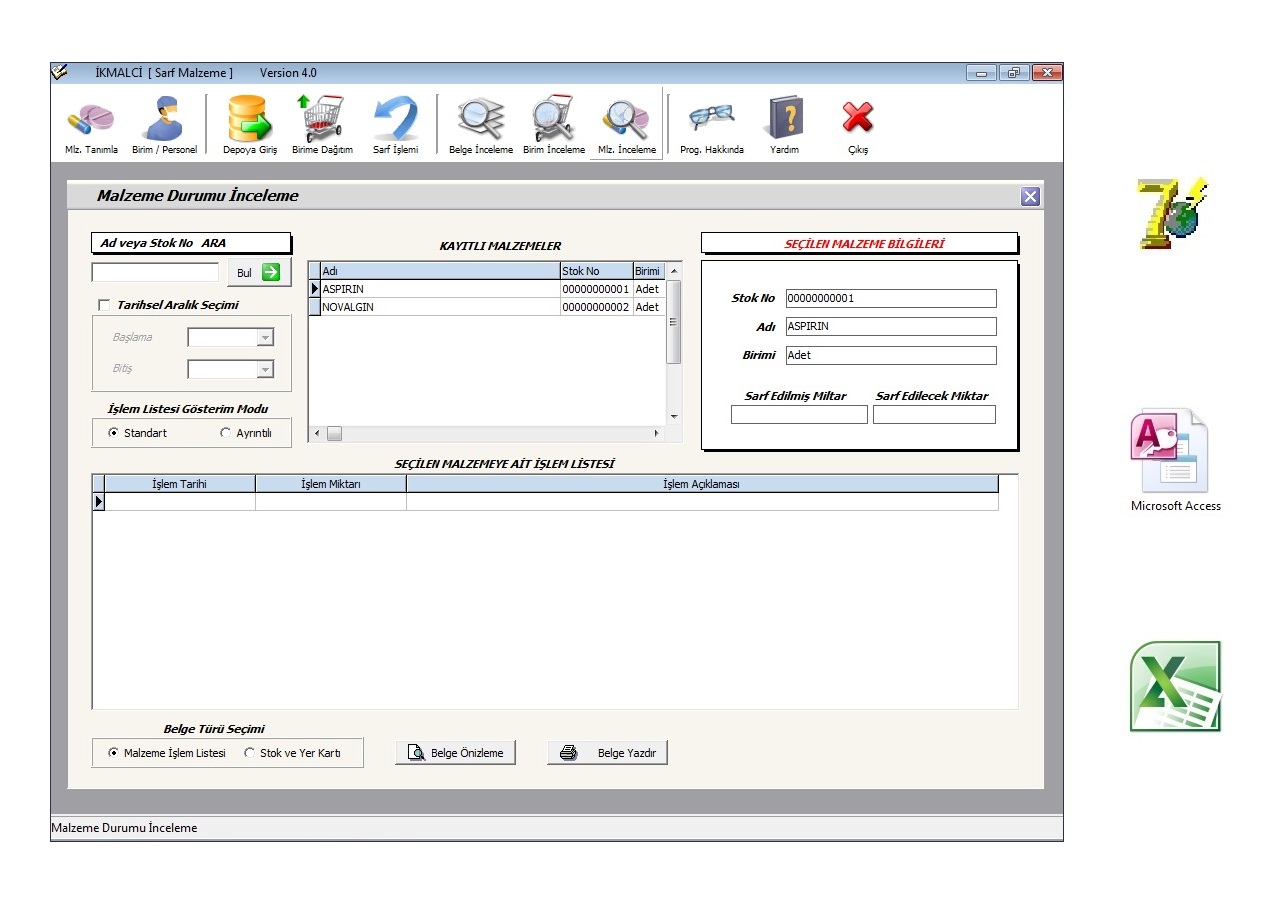 İKMALCİ [ Sarf Malzeme ] Version 4.0
Mlz. Tanımla Birim / Personel Depoya Giriş Birime Dağıtım Sarf İşlemi Belge İnceleme Birim İnceleme Mlz. İnceleme Prog. Hakkında Yardım Çıkış
Malzeme Durumu İnceleme
Ad veya Stok No ARA
Bul
Tarihsel Aralık Seçimi
Başlama
Bitiş
İşlem Listesi Gösterim Modu
Standart Ayrıntılı
KAYITLI MALZEMELER
Adı Stok No Birimi
ASPIRIN 00000000001 Adet
NOVALGIN 00000000002 Adet
SEÇİLEN MALZEME BİLGİLERİ
Stok No 00000000001
Adı ASPIRIN
Birimi Adet
Sarf Edilmiş Miltar Sarf Edilecek Miktar
SEÇİLEN MALZEMEYE AİT İŞLEM LİSTESİ
İşlem Tarihi İşlem Miktarı İşlem Açıklaması
Belge Türü Seçimi
Malzeme İşlem Listesi Stok ve Yer Kartı
Belge Önizleme Belge Yazdır
Malzeme Durumu İnceleme
7
A
Microsoft Access
X